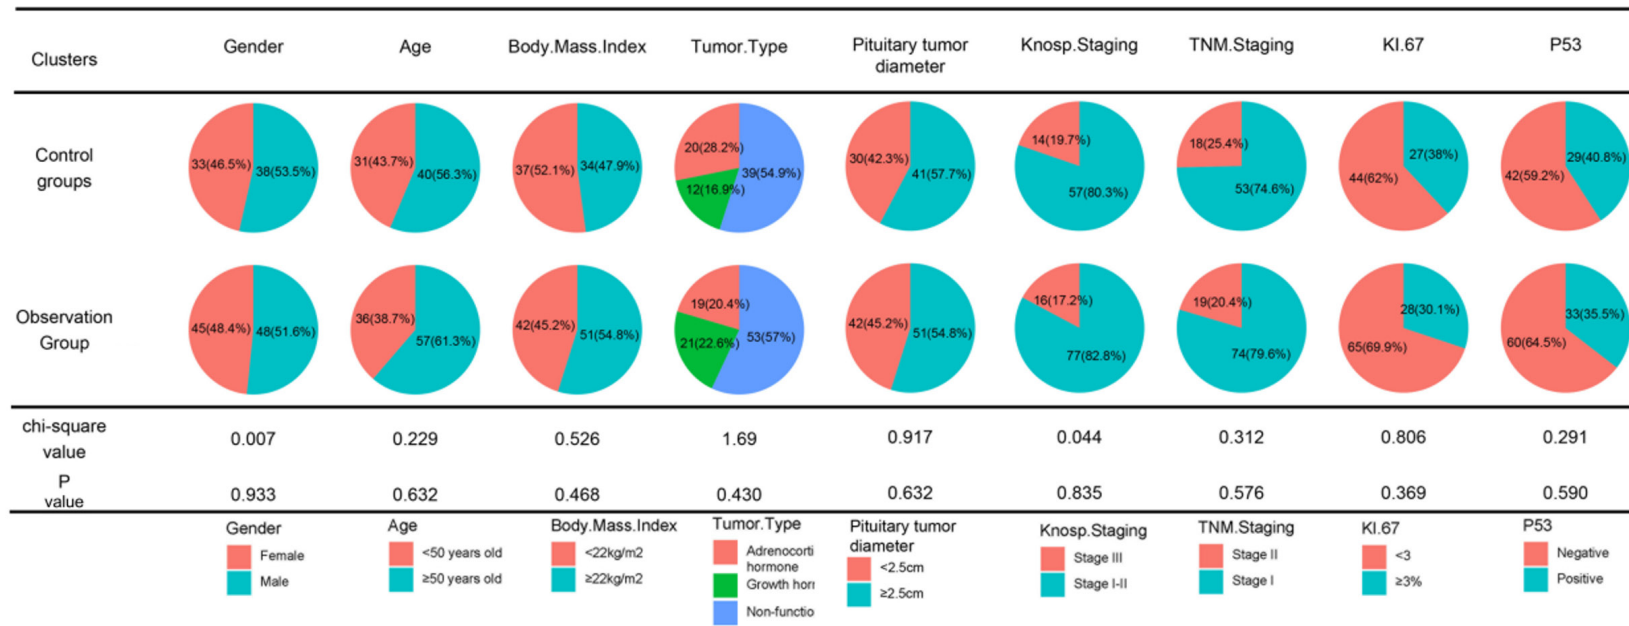 Clusters
Gender
Age
Body.Mass.Index
Tumor.Type
Pituitary tumor
diameter
Knosp.Staging
TNM.Staging
KI.67
P53
Control
groups
33(46.5%)
38(53.5%)
31(43.7%)
40(56.3%)
37(52.1%)
34(47.9%)
20(28.2%)
39(54.9%)
12(16.9%)
30(42.3%)
41(57.7%)
14(19.7%)
57(80.3%)
18(25.4%)
53(74.6%)
27(38%)
44(62%)
29(40.8%)
42(59.2%)
Observation
Group
45(48.4%)
48(51.6%)
36(38.7%)
57(61.3%)
42(45.2%)
51(54.8%)
19(20.4%)
53(57%)
21(22.6%)
42(45.2%)
51(54.8%)
16(17.2%)
77(82.8%)
19(20.4%)
74(79.6%)
28(30.1%)
65(69.9%)
33(35.5%)
60(64.5%)
chi-square
value
0.007
0.229
0.526
1.69
0.917
0.044
0.312
0.806
0.291
P
value
0.933
0.632
0.468
0.430
0.632
0.835
0.576
0.369
0.590
Gender
Female
Male
Age
<50 years old
≥50 years old
Body.Mass.Index
<22kg/m2
≥22kg/m2
Tumor.Type
Adrenocorti
hormone
Growth horr
Non-functio
Pituitary tumor
diameter
<2.5cm
≥2.5cm
Knosp.Staging
Stage III
Stage I-II
TNM.Staging
Stage II
Stage I
KI.67
<3
≥3%
P53
Negative
Positive